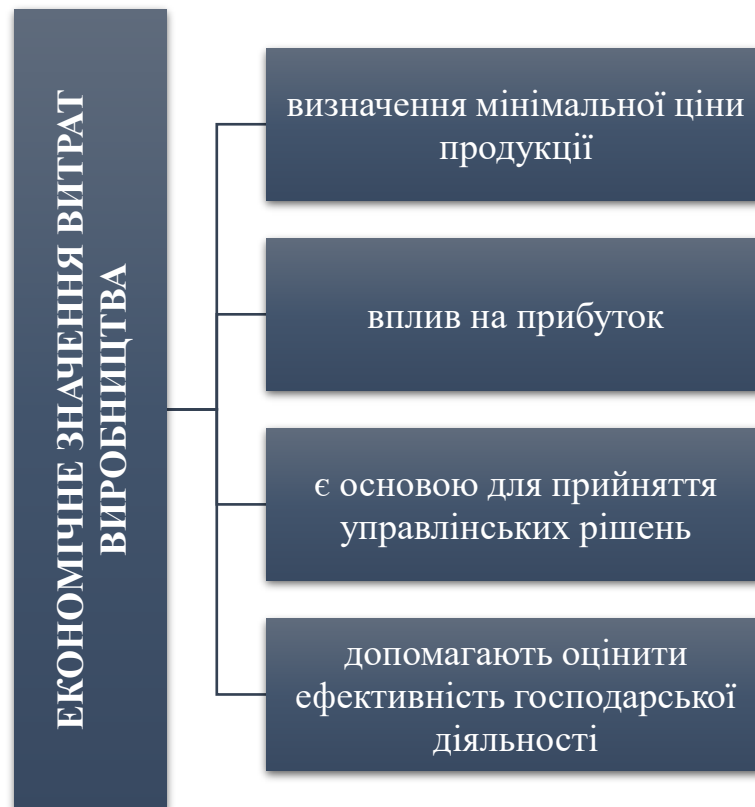 ЕКОНОМІЧНЕ ЗНАЧЕННЯ ВИТРАТ
ВИРОБНИЦТВА
визначення мінімальної ціни
продукції
вплив на прибуток
є основою для прийняття
управлінських рішень
допомагають оцінити
ефективність господарської
діяльності